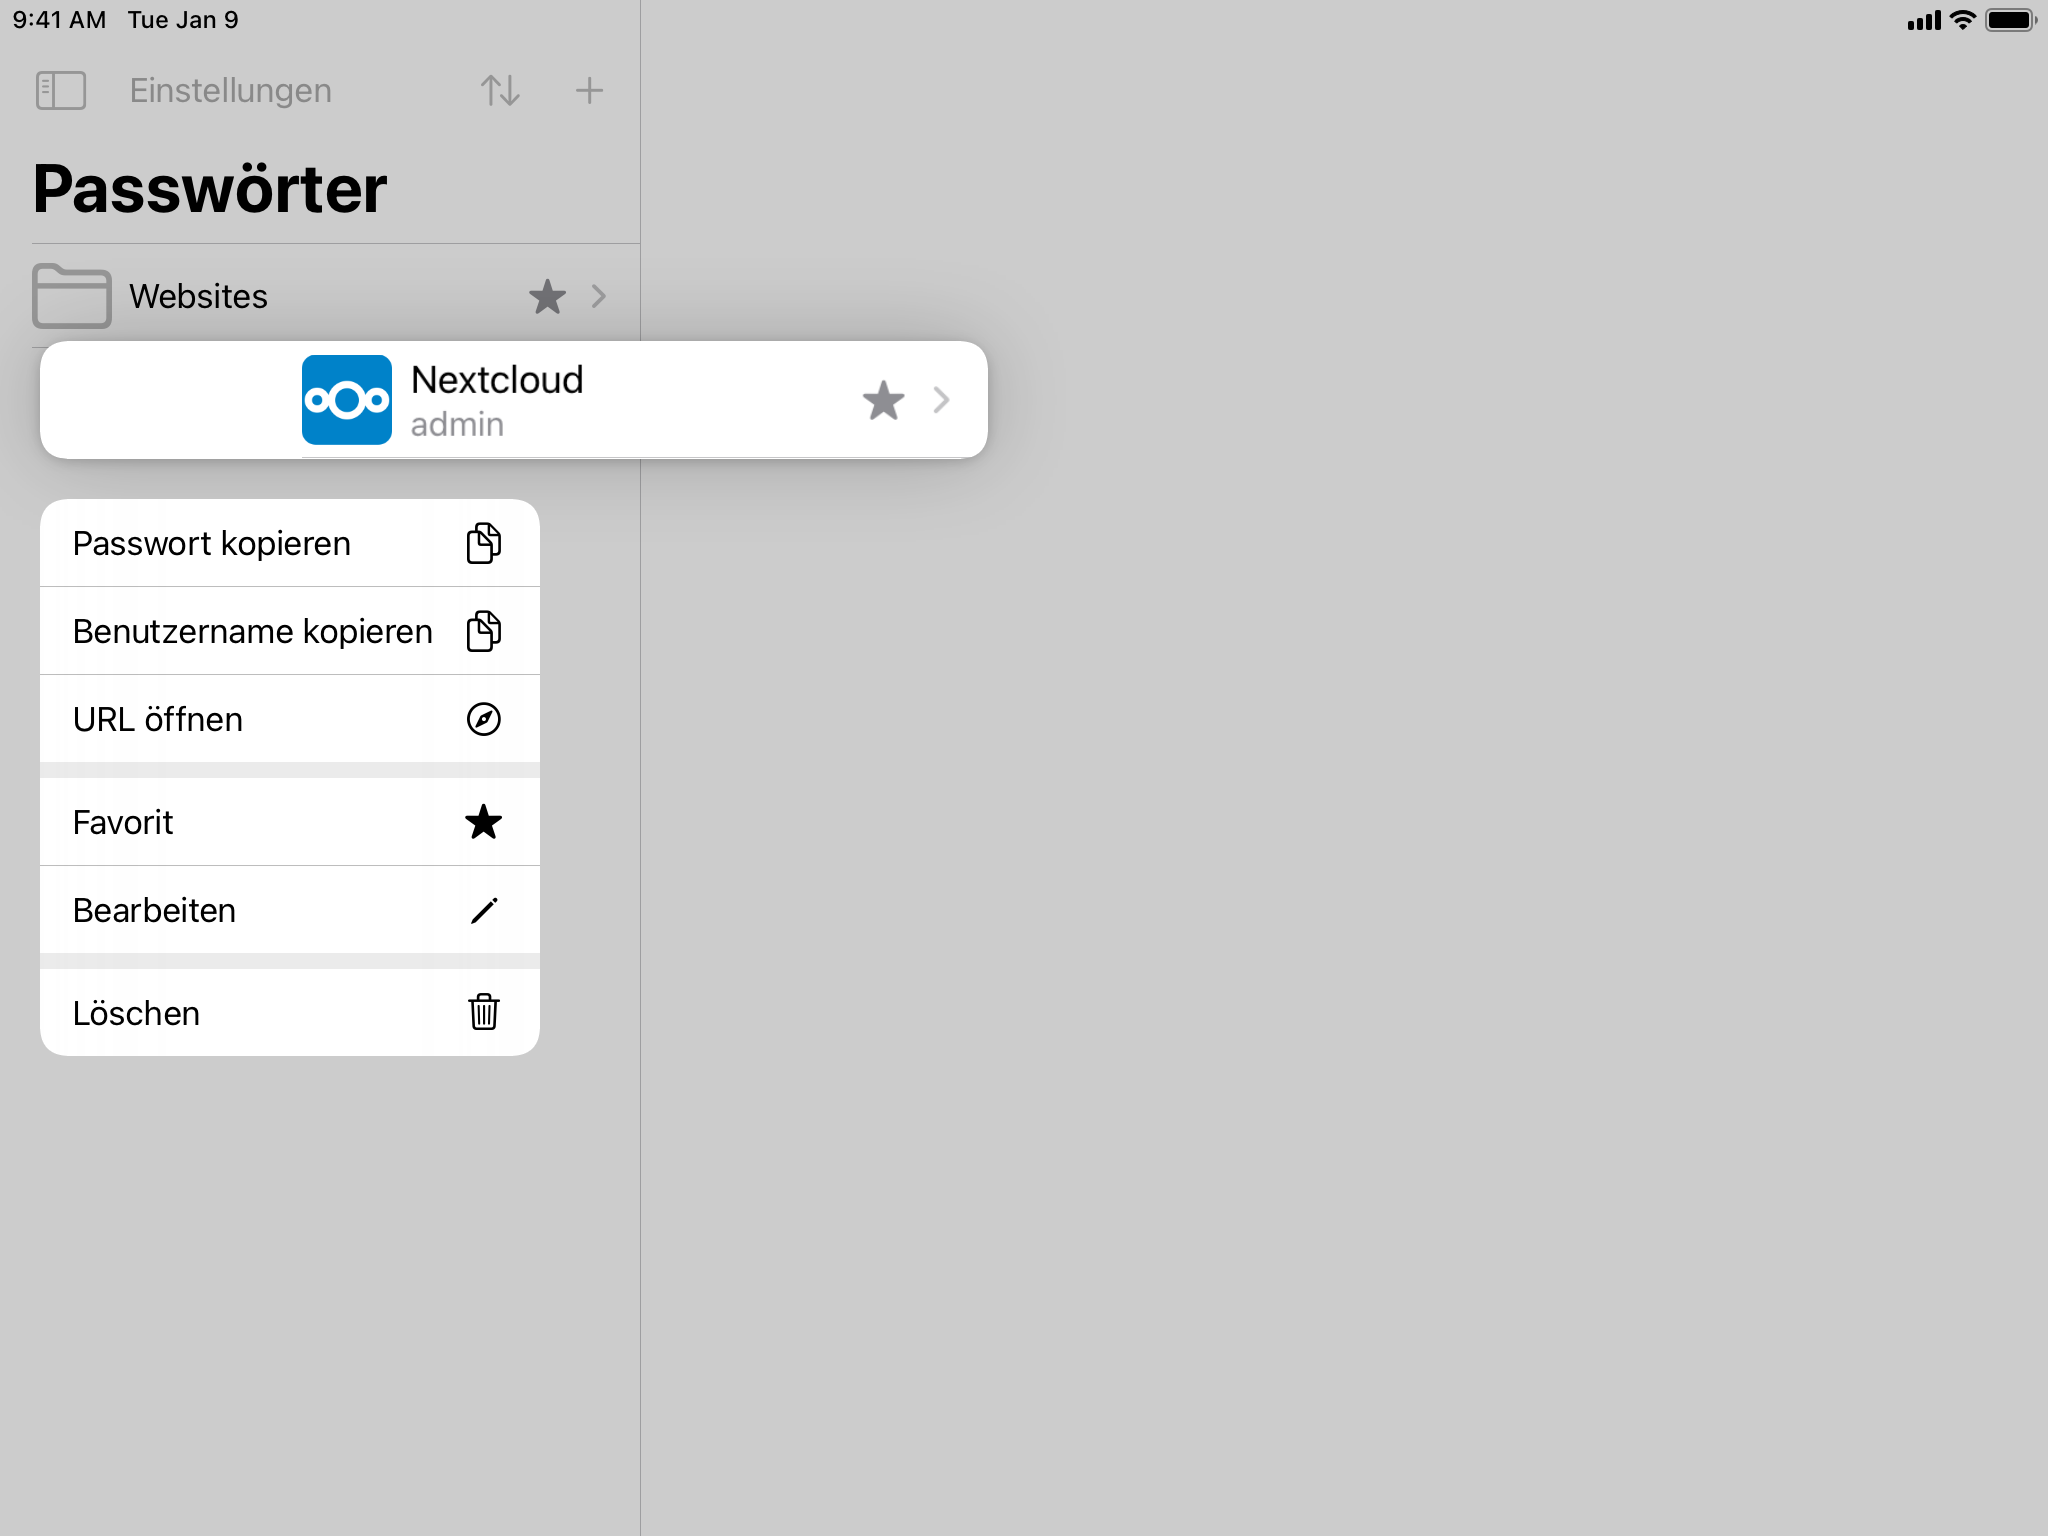 9:41 AM Tue Jan 9
Einstellungen
Passwörter
Websites
Nextcloud
admin
Passwort kopieren
Benutzername kopieren
URL öffnen
Favorit
Bearbeiten
Löschen